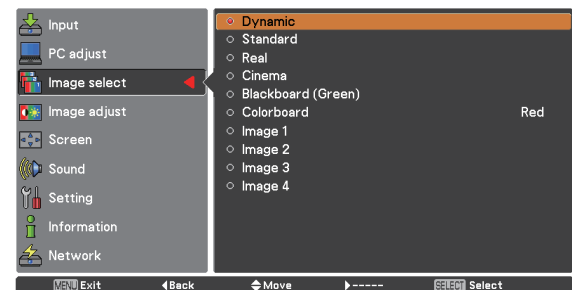 Input
PC adjust
Image select
Image adjust
Screen
Sound
Setting
Information
Network
Dynamic
Standard
Real
Cinema
Blackboard (Green)
Colorboard Red
Image 1
Image 2
Image 3
Image 4
MENU Exit Back Move ----- SELECT Select